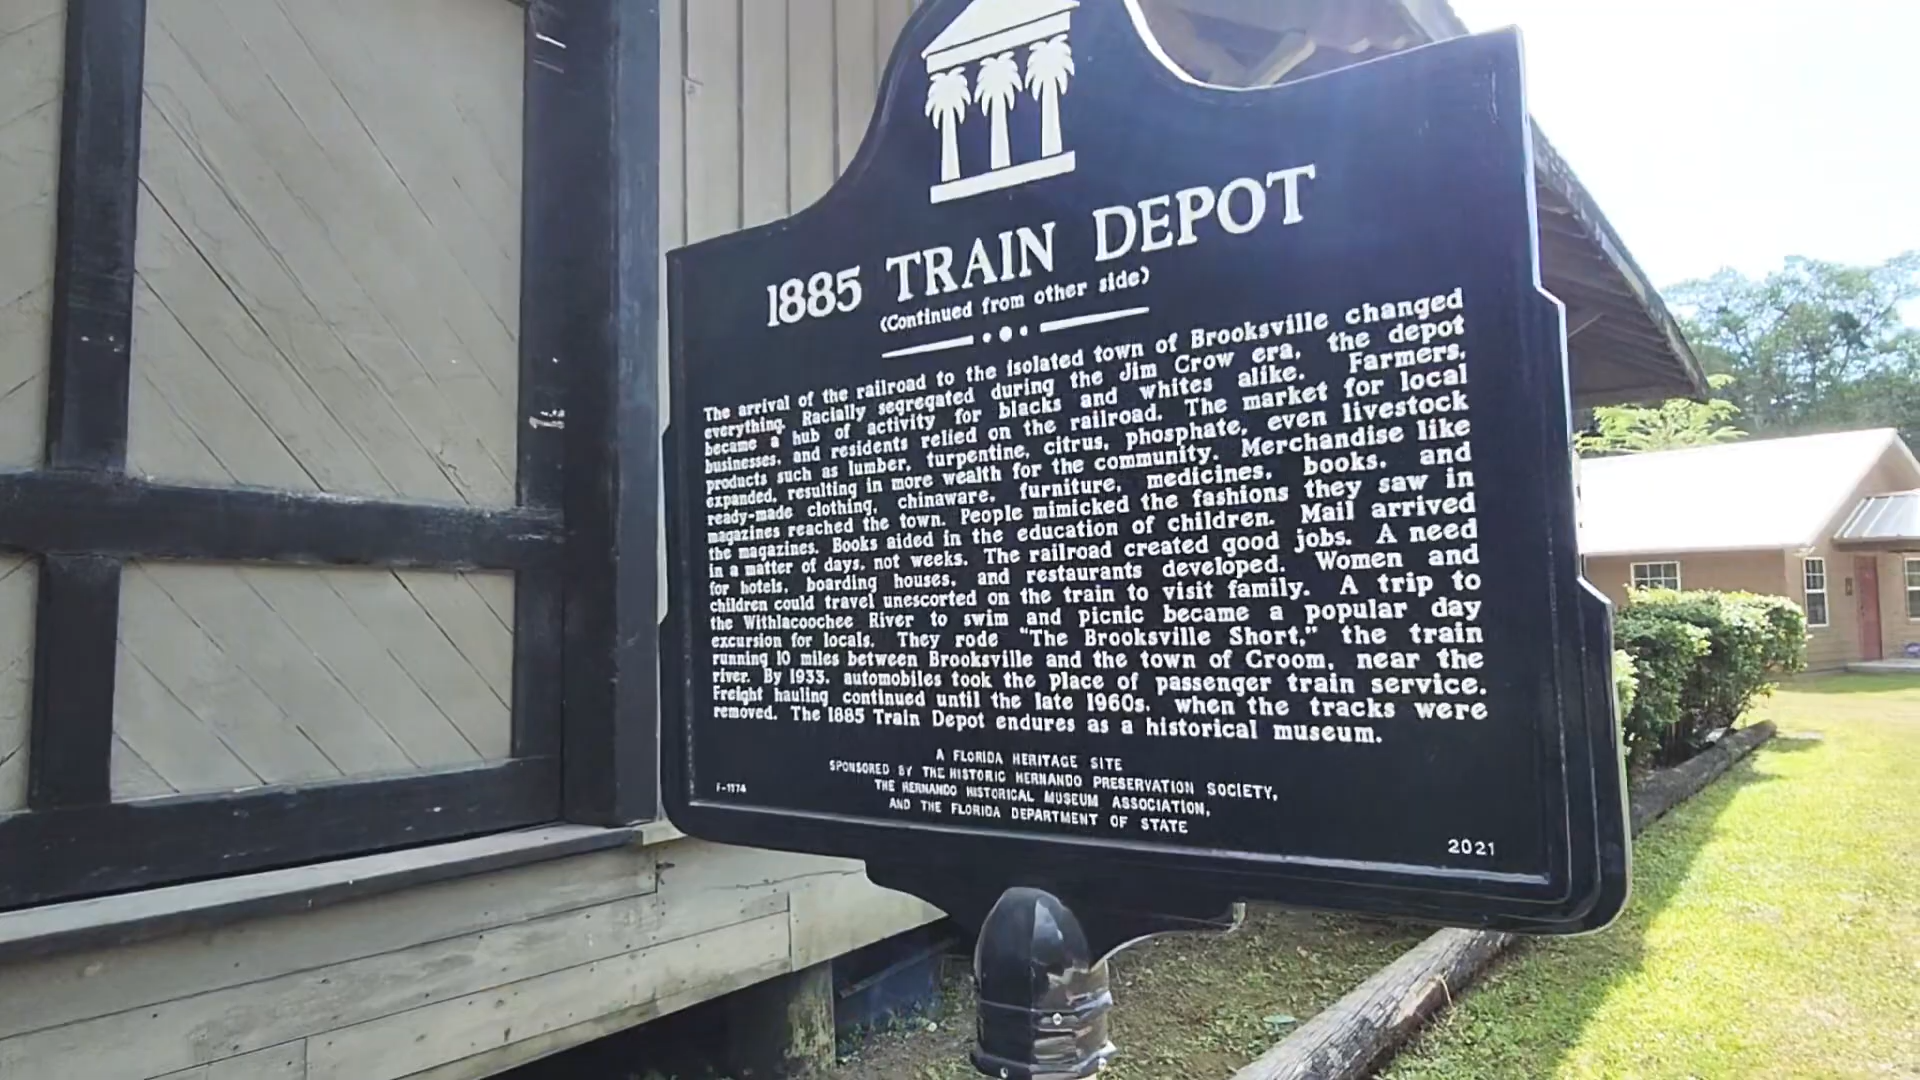 1885 TRAIN DEPOT
(Continued from other side)
The arrival of the railroad to the isolated town of Brooksville changed
everything. Racially segregated during the Jim Crow era, the depot
became a hub of activity for blacks and whites alike. Farmers,
businesses, and residents relied on the railroad. The market for local
products such as lumber, turpentine, citrus, phosphate, even livestock
expanded, resulting in more wealth for the community. Merchandise like
ready-made clothing, chinaware, furniture, medicines, books, and
magazines reached the town. People mimicked the fashions they saw in
the magazines. Books aided in the education of children. Mail arrived
in a matter of days, not weeks. The railroad created good jobs. A need
for hotels, boarding houses, and restaurants developed. Women and
children could travel unescorted on the train to visit family. A trip to
the Withlacoochee River to swim and picnic became a popular day
excursion for locals. They rode "The Brooksville Short," the train
running 10 miles between Brooksville and the town of Croom, near the
river. By 1933, automobiles took the place of passenger train service.
Freight hauling continued until the late 1960s, when the tracks were
removed. The 1885 Train Depot endures as a historical museum.
A FLORIDA HERITAGE SITE
SPONSORED BY THE HISTORIC HERNANDO PRESERVATION SOCIETY,
THE HERNANDO HISTORICAL MUSEUM ASSOCIATION,
AND THE FLORIDA DEPARTMENT OF STATE
F-1174
2021